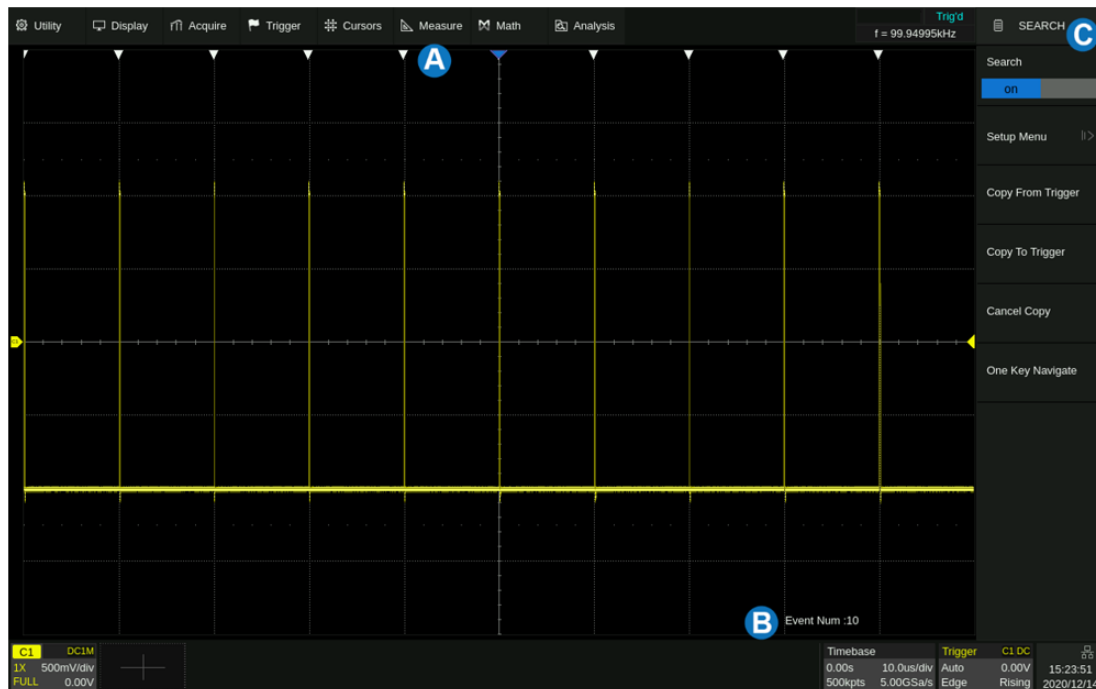 Utility Display Acquire Trigger Cursors Measure Math Analysis
Trig'd
f = 99.94995kHz
SEARCH
C
A
Search
on
Setup Menu
Copy From Trigger
Copy To Trigger
Cancel Copy
One Key Navigate
B Event Num :10
C1 DC1M
1X 500mV/div
FULL 0.00V
Timebase
0.00s 10.0us/div
500kpts 5.00GSa/s
Trigger C1 DC
Auto 0.00V
Edge Rising
15:23:51
2020/12/14